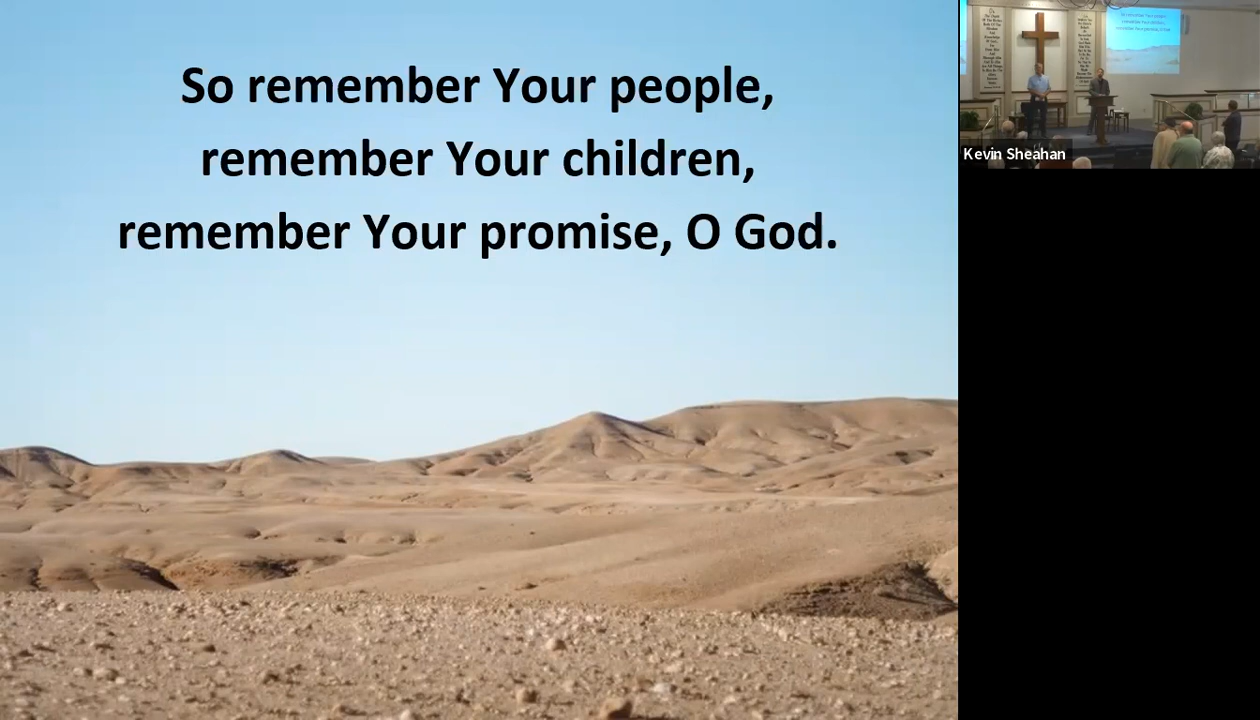 So remember Your people,
remember Your children,
remember Your promise, O God.
Kevin Sheahan